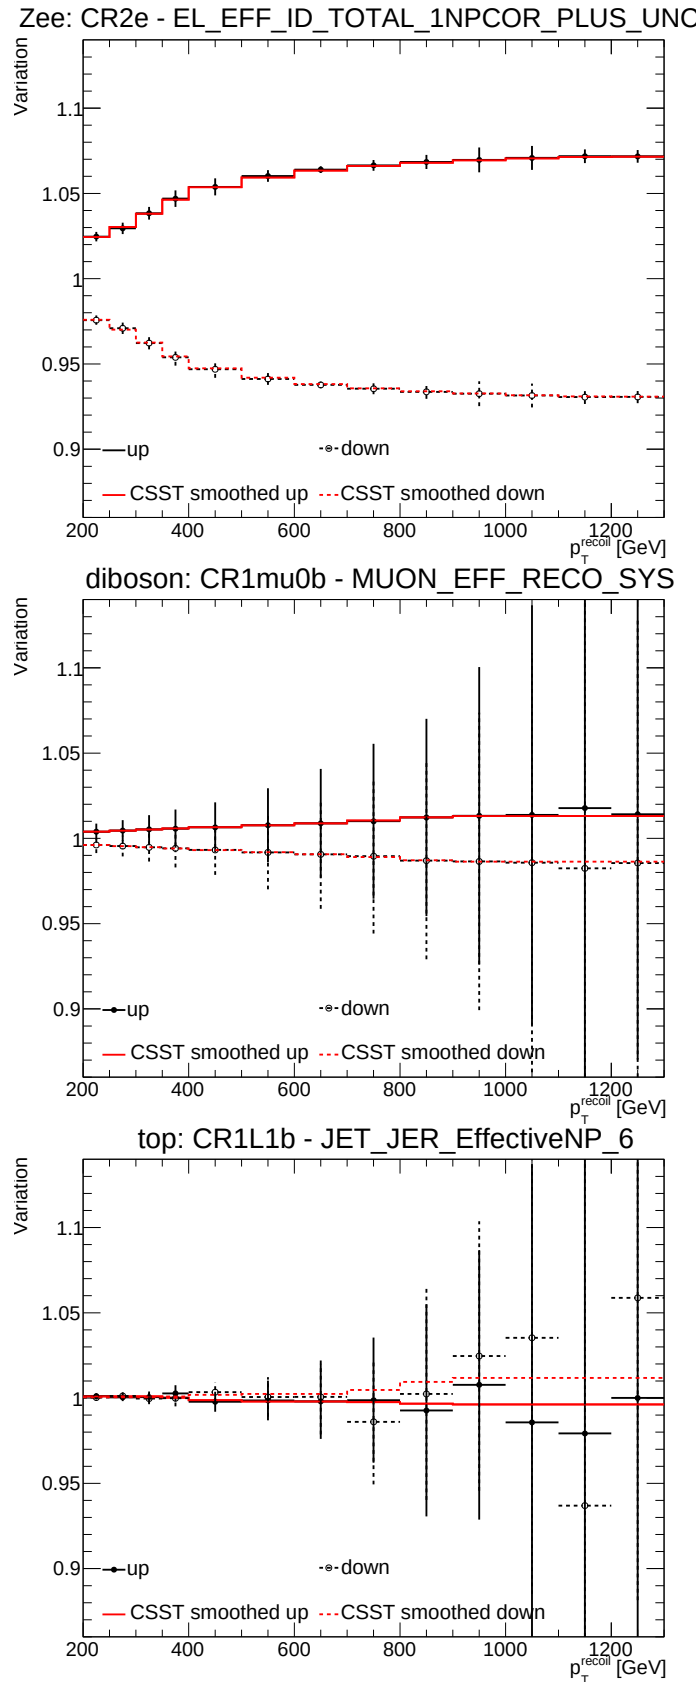 Zee: CR2e - EL_EFF_ID_TOTAL_1NPCOR_PLUS_UNC
Variation
1.1
1.05
1
0.95
0.9
up down
CSST smoothed up CSST smoothed down
200 400 600 800 1000 1200
p_T^recoil [GeV]
diboson: CR1mu0b - MUON_EFF_RECO_SYS
Variation
1.1
1.05
1
0.95
0.9
up down
CSST smoothed up CSST smoothed down
200 400 600 800 1000 1200
p_T^recoil [GeV]
top: CR1L1b - JET_JER_EffectiveNP_6
Variation
1.1
1.05
1
0.95
0.9
up down
CSST smoothed up CSST smoothed down
200 400 600 800 1000 1200
p_T^recoil [GeV]